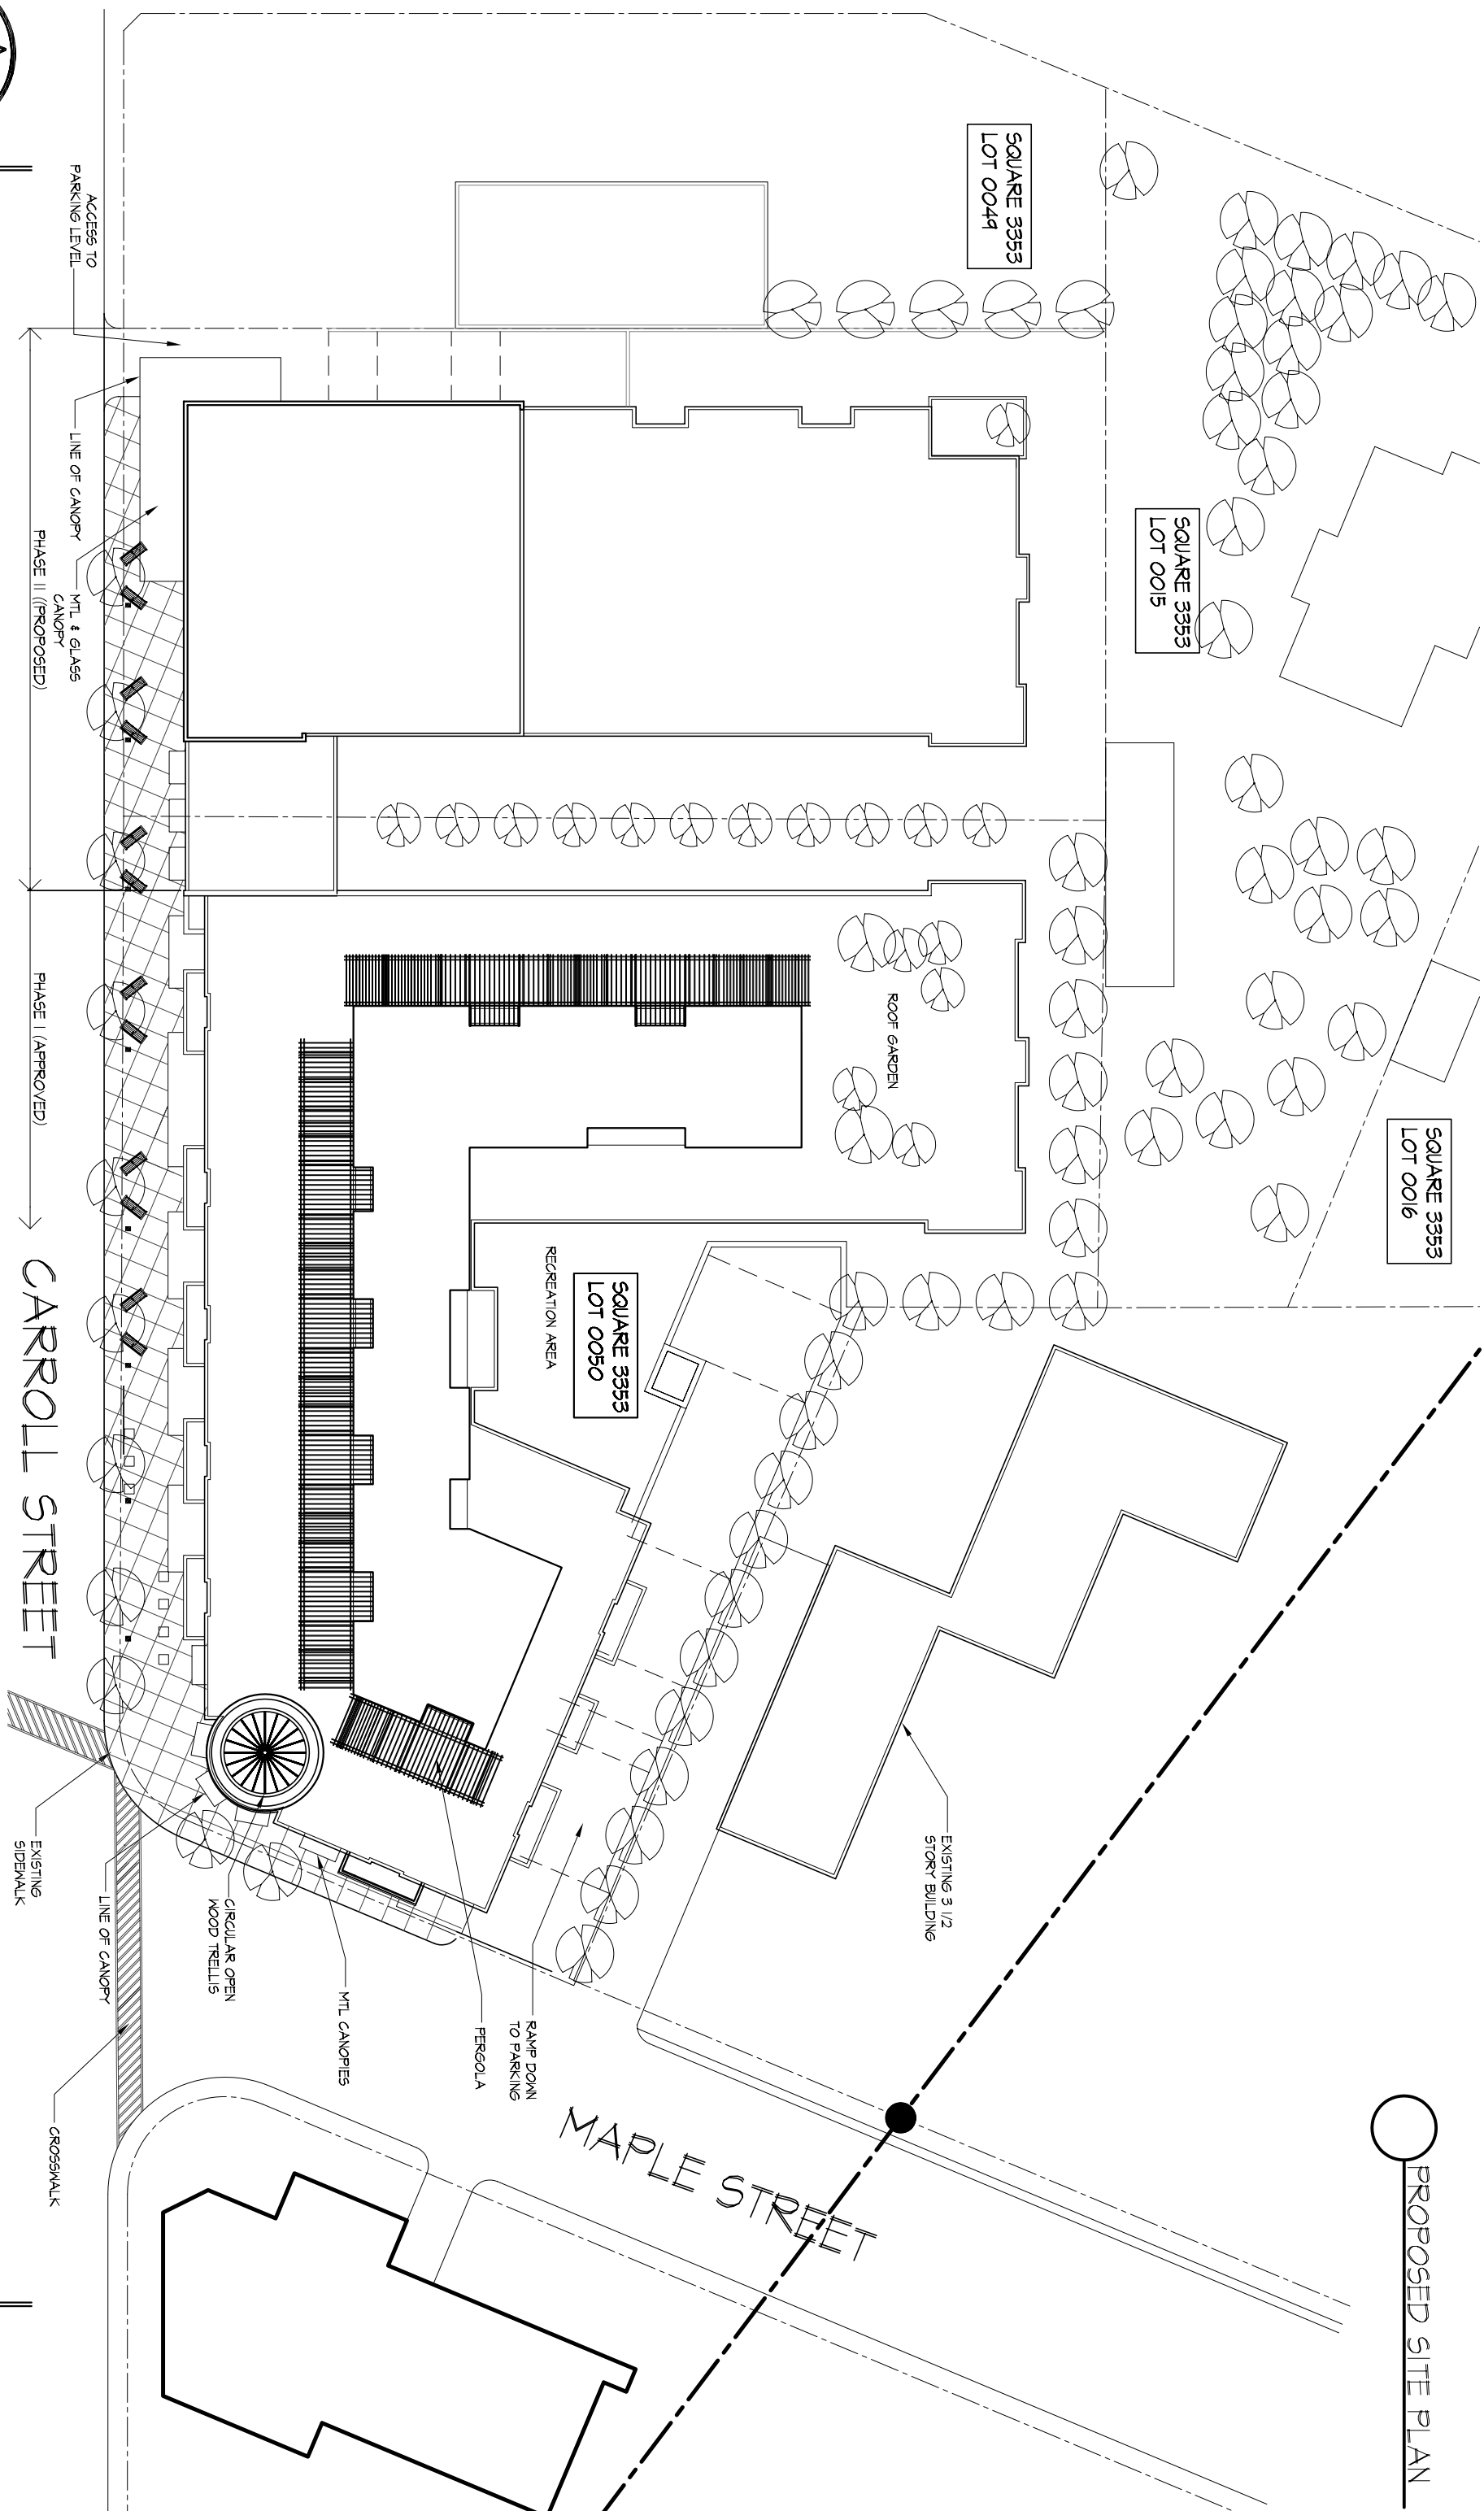 PROPOSED SITE PLAN
SQUARE 3353
LOT 0049
SQUARE 3353
LOT 0015
SQUARE 3353
LOT 0016
ACCESS TO
PARKING LEVEL
LINE OF CANOPY
MTL & GLASS
CANOPY
PHASE II ((PROPOSED)
PHASE I (APPROVED)
ROOF GARDEN
RECREATION AREA
SQUARE 3353
LOT 0050
EXISTING 3 1/2
STORY BUILDING
RAMP DOWN
TO PARKING
PERGOLA
MTL CANOPIES
CIRCULAR OPEN
WOOD TRELLIS
LINE OF CANOPY
EXISTING
SIDEWALK
CROSSWALK
MAPLE STREET
CARROLL STREET